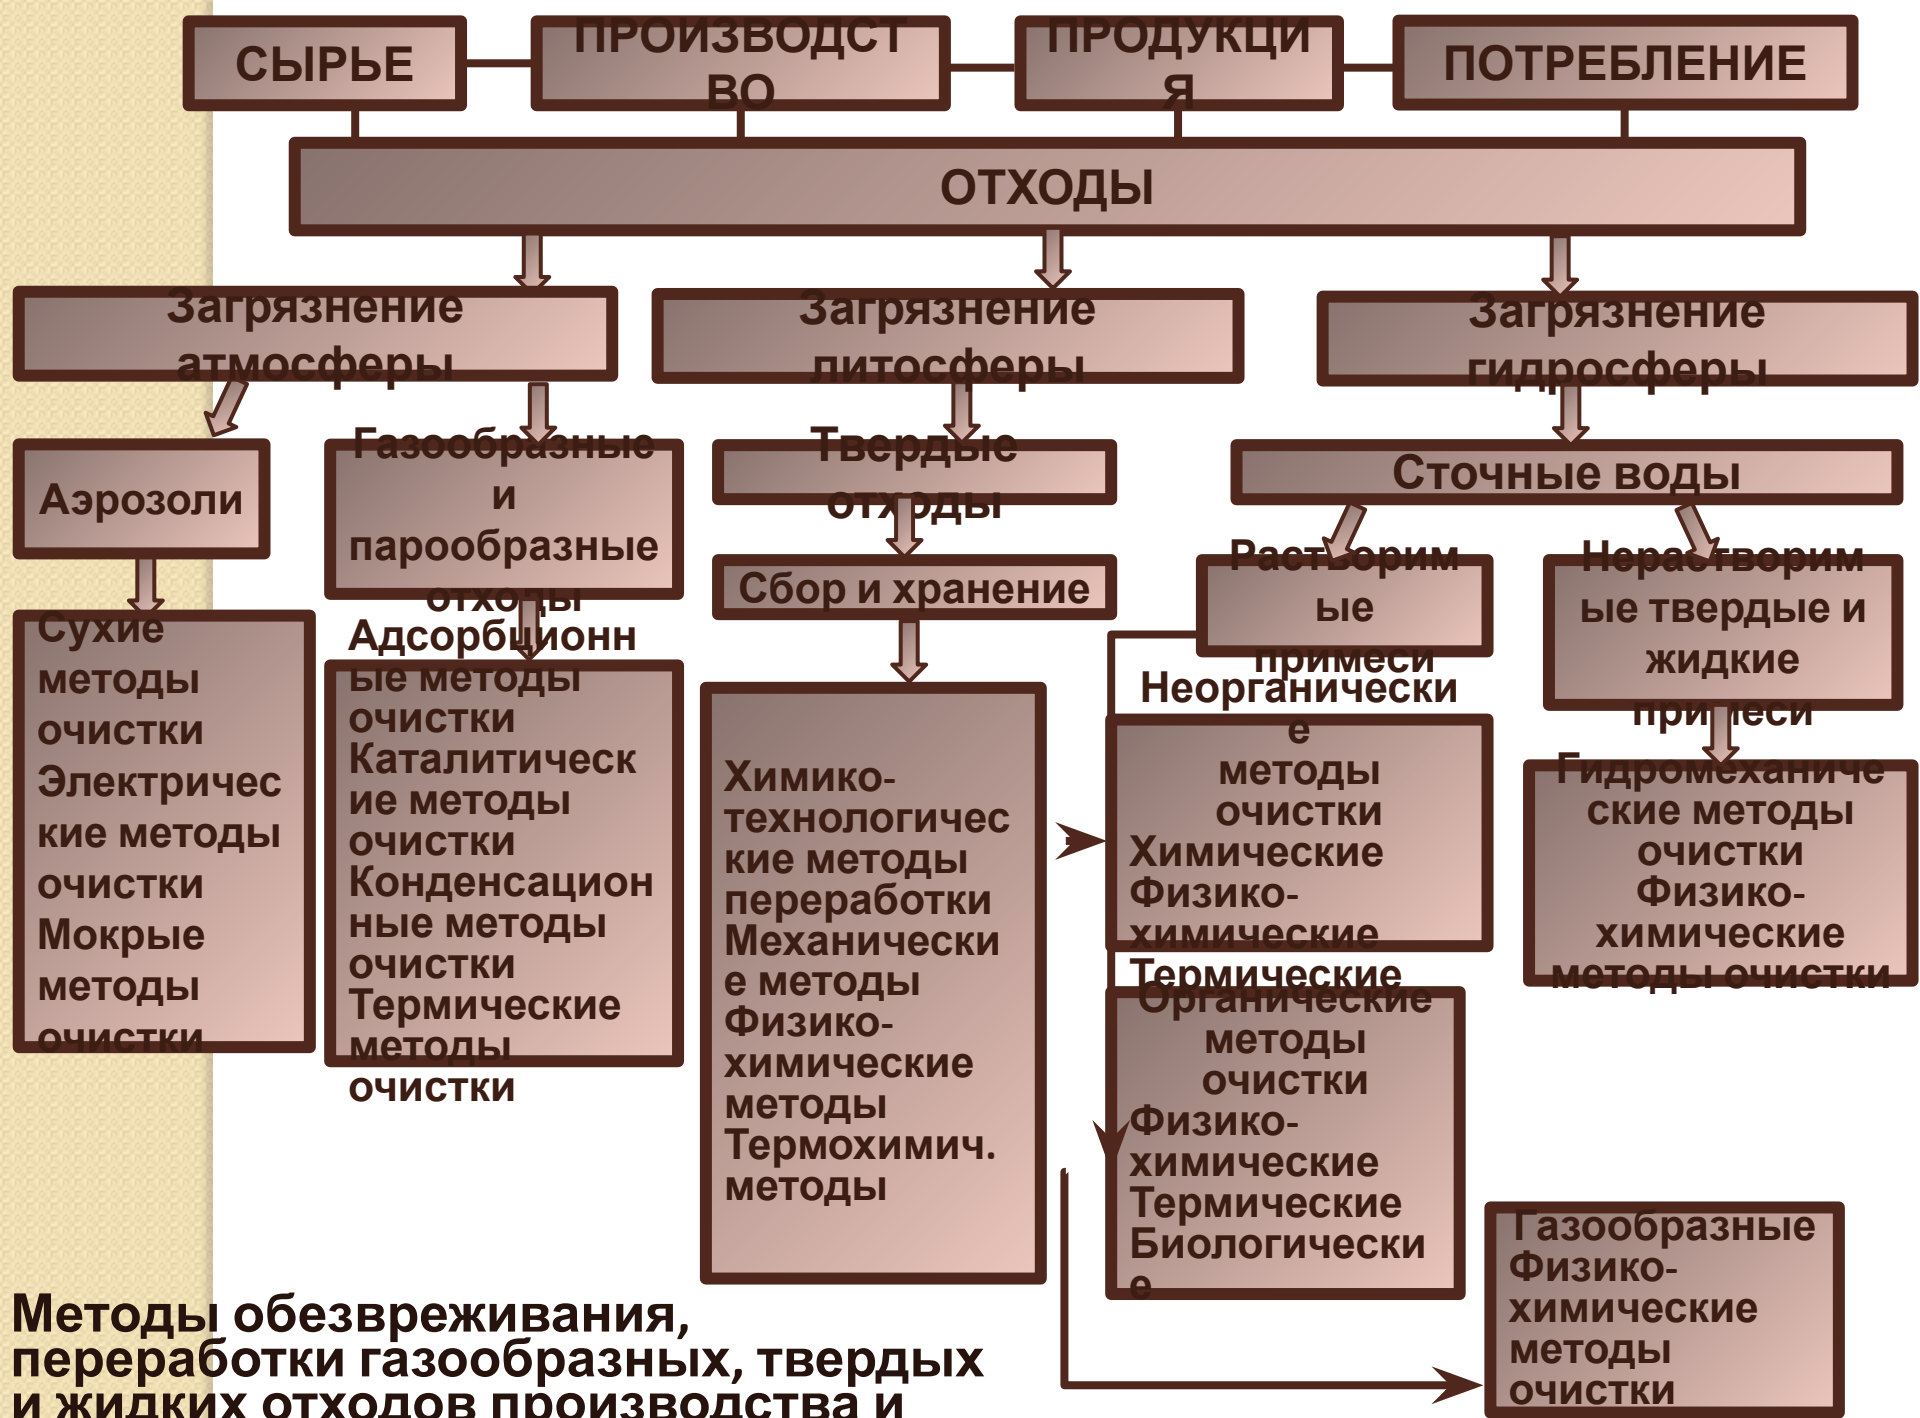 СЫРЬЕ
ПРОИЗВОДСТ
ВО
ПРОДУКЦИ
Я
ПОТРЕБЛЕНИЕ
ОТХОДЫ
Загрязнение
атмосферы
Загрязнение
литосферы
Загрязнение
гидросферы
Аэрозоли
Газообразные
и
парообразные
отходы
Твердые
отходы
Сточные воды
Сбор и хранение
Растворим
ые
примеси
Нерастворим
ые твердые и
жидкие
примеси
Сухие
методы
очистки
Электричес
кие методы
очистки
Мокрые
методы
очистки
Адсорбционн
ые методы
очистки
Каталитическ
ие методы
очистки
Конденсацион
ные методы
очистки
Термические
методы
очистки
Химико-
технологичес
кие методы
переработки
Механически
е методы
Физико-
химические
методы
Термохимич.
методы
Неорганически
е
методы
очистки
Химические
Физико-
химические
Термические
Органические
методы
очистки
Физико-
химические
Термические
Биологически
е
Гидромеханиче
ские методы
очистки
Физико-
химические
методы очистки
Газообразные
Физико-
химические
методы
очистки
Методы обезвреживания,
переработки газообразных, твердых
и жидких отходов производства и